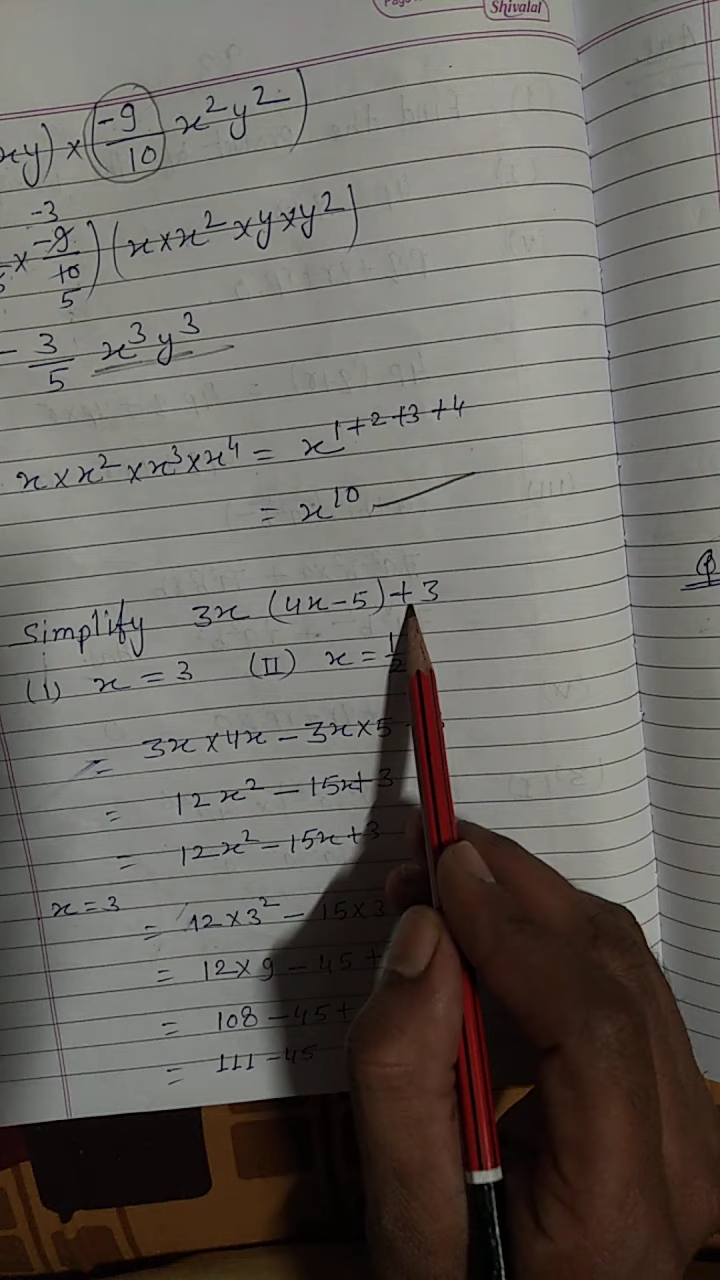 Shivalal
xy) × (-9/10 x²y²)
-3
× -9/10) (x × x² × y × y²)
5
- 3/5 x³y³
x × x² × x³ × x⁴ = x¹⁺²⁺³⁺⁴
= x¹⁰
Simplify 3x (4x-5)+3
(I) x = 3 (II) x = 1/2
= 3x × 4x - 3x × 5
= 12x² - 15x + 3
= 12x² - 15x + 3
x = 3
= 12 × 3² - 15 × 3
= 12 × 9 - 45 +
= 108 - 45 +
= 111 - 45
Q